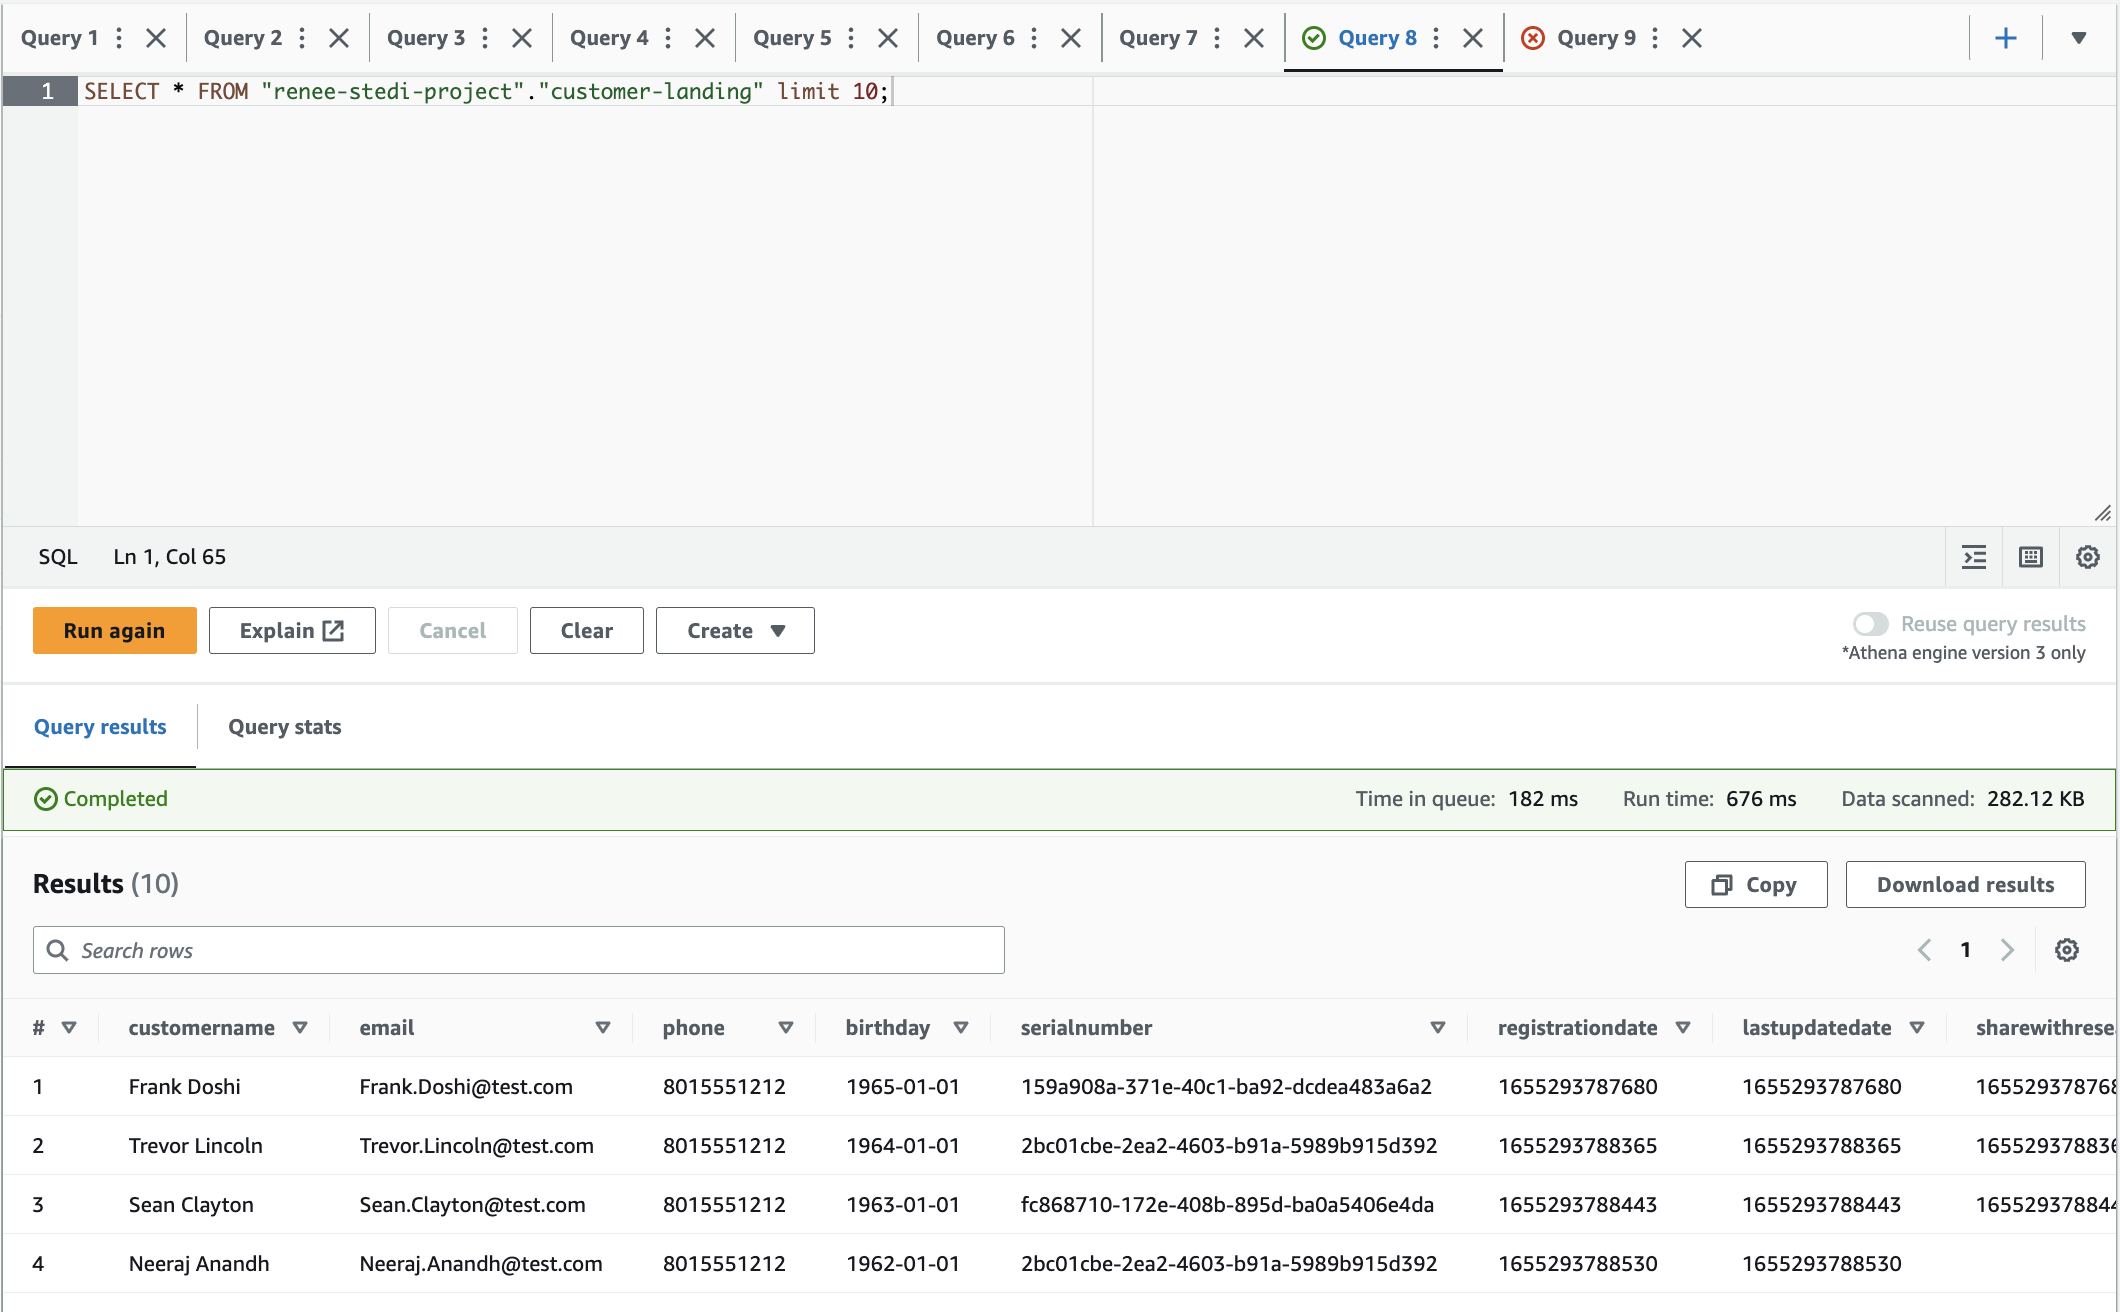 Query 1 Query 2 Query 3 Query 4 Query 5 Query 6 Query 7 Query 8 Query 9
1 SELECT * FROM "renee-stedi-project"."customer-landing" limit 10;
SQL Ln 1, Col 65
Run again Explain Cancel Clear Create Reuse query results
*Athena engine version 3 only
Query results Query stats
Completed Time in queue: 182 ms Run time: 676 ms Data scanned: 282.12 KB
Results (10) Copy Download results
Search rows 1
# customername email phone birthday serialnumber registrationdate lastupdatedate sharewithrese
1 Frank Doshi Frank.Doshi@test.com 8015551212 1965-01-01 159a908a-371e-40c1-ba92-dcdea483a6a2 1655293787680 1655293787680 165529378768
2 Trevor Lincoln Trevor.Lincoln@test.com 8015551212 1964-01-01 2bc01cbe-2ea2-4603-b91a-5989b915d392 1655293788365 1655293788365 165529378836
3 Sean Clayton Sean.Clayton@test.com 8015551212 1963-01-01 fc868710-172e-408b-895d-ba0a5406e4da 1655293788443 1655293788443 165529378844
4 Neeraj Anandh Neeraj.Anandh@test.com 8015551212 1962-01-01 2bc01cbe-2ea2-4603-b91a-5989b915d392 1655293788530 1655293788530